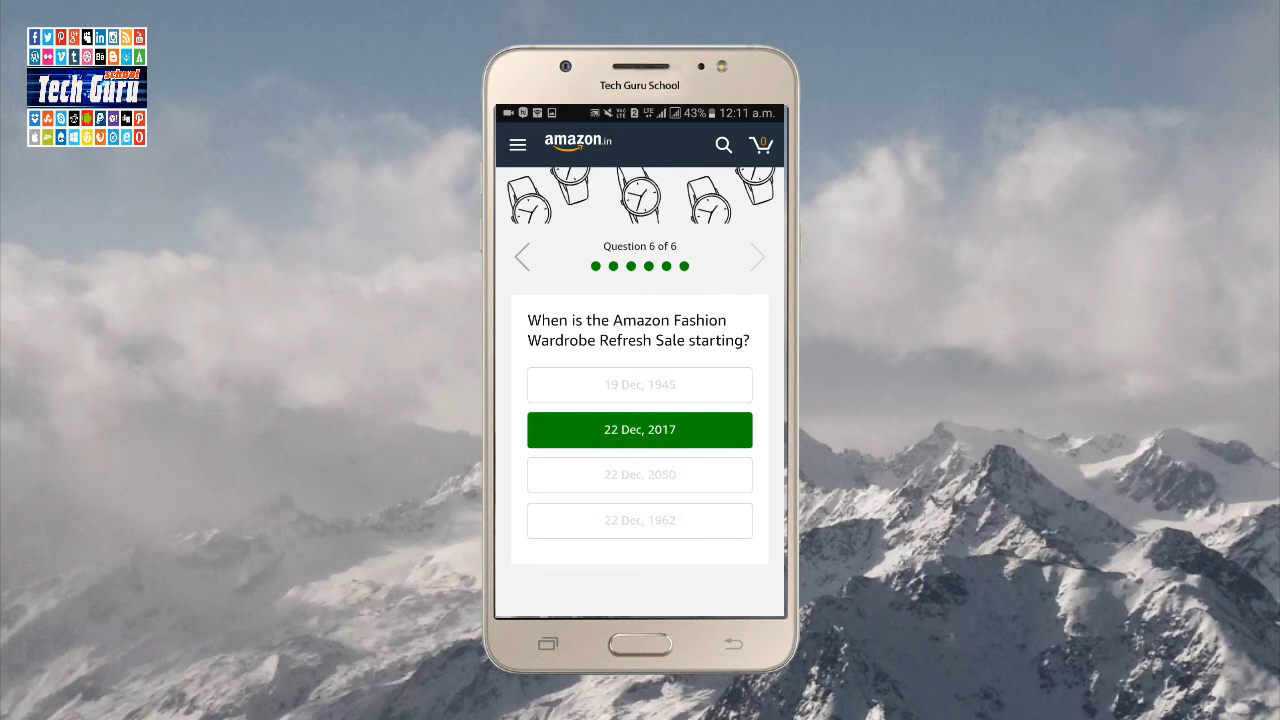 school
Tech Guru
Tech Guru School
43% 12:11 a.m.
amazon.in
0
Question 6 of 6
When is the Amazon Fashion
Wardrobe Refresh Sale starting?
19 Dec, 1945
22 Dec, 2017
22 Dec, 2050
22 Dec, 1962